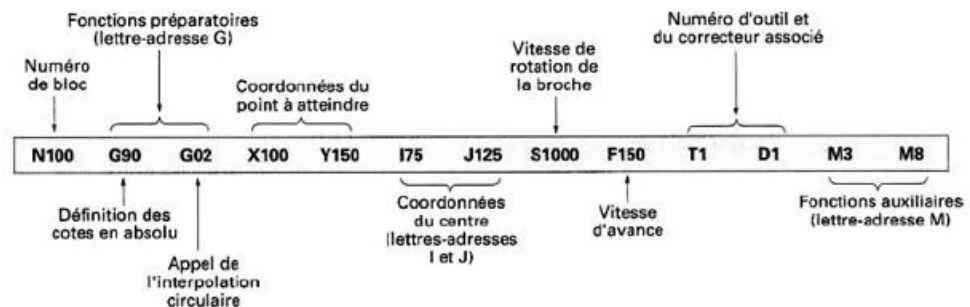 Fonctions préparatoires
(lettre-adresse G)
Numéro
de bloc
Coordonnées du
point à atteindre
Vitesse de
rotation de
la broche
Numéro d'outil et
du correcteur associé
N100 G90 G02 X100 Y150 I75 J125 S1000 F150 T1 D1 M3 M8
Définition des
cotes en absolu
Appel de
l'interpolation
circulaire
Coordonnées
du centre
(lettres-adresses
I et J)
Vitesse
d'avance
Fonctions auxiliaires
(lettre-adresse M)